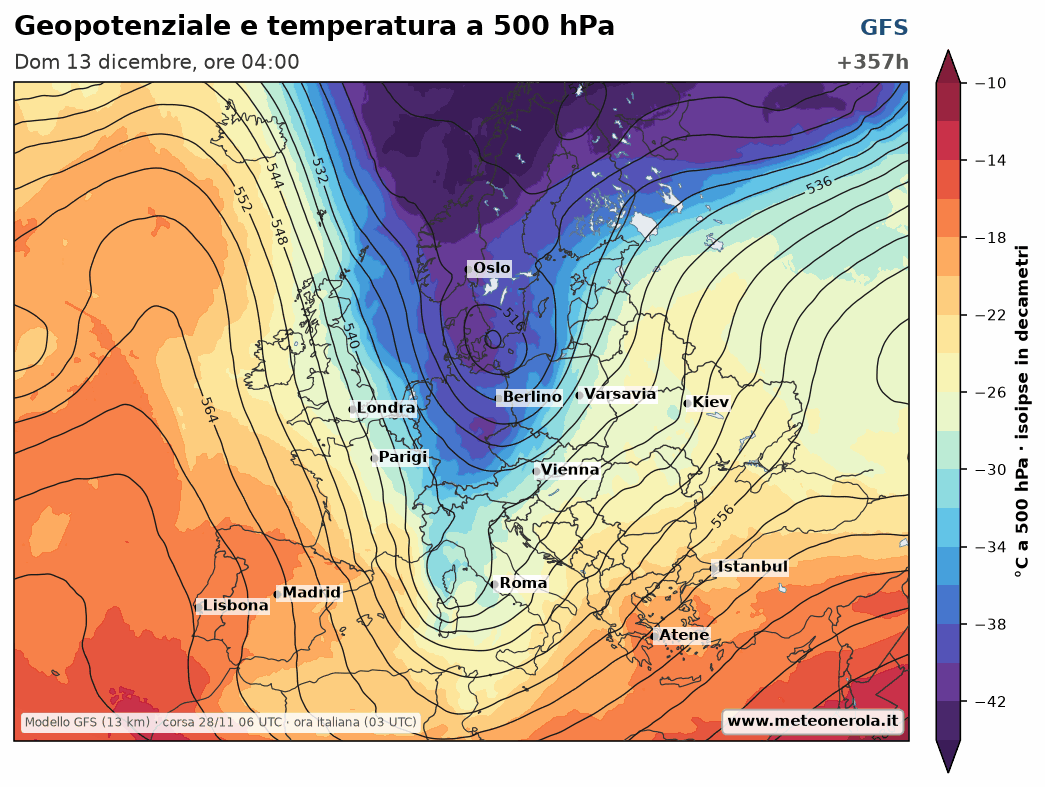 Geopotenziale e temperatura a 500 hPa
GFS
Dom 13 dicembre, ore 04:00
+357h
532
544
552
548
536
Oslo
516
540
Berlino
Varsavia
Kiev
Londra
564
Parigi
Vienna
556
Istanbul
Roma
Madrid
Lisbona
Atene
Modello GFS (13 km) · corsa 28/11 06 UTC · ora italiana (03 UTC)
www.meteonerola.it
−10
−14
−18
−22
−26
−30
−34
−38
−42
°C a 500 hPa · isoipse in decametri